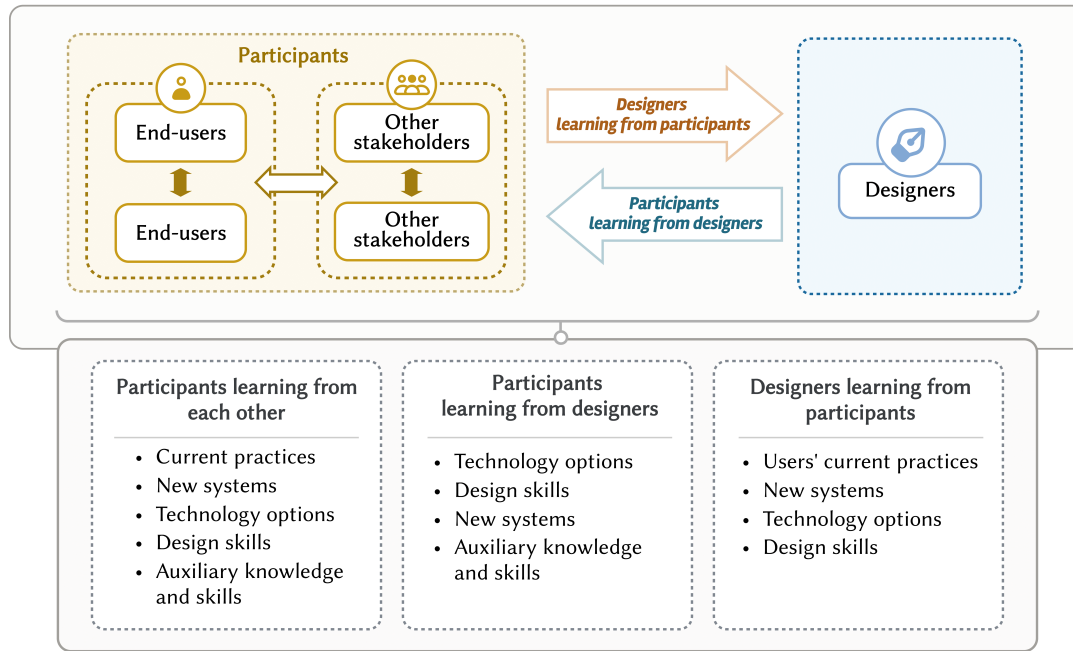 Participants
End-users
End-users
Other
stakeholders
Other
stakeholders
Designers
learning from participants
Participants
learning from designers
Designers
Participants learning from
each other
• Current practices
• New systems
• Technology options
• Design skills
• Auxiliary knowledge
and skills
Participants
learning from designers
• Technology options
• Design skills
• New systems
• Auxiliary knowledge
and skills
Designers learning from
participants
• Users' current practices
• New systems
• Technology options
• Design skills